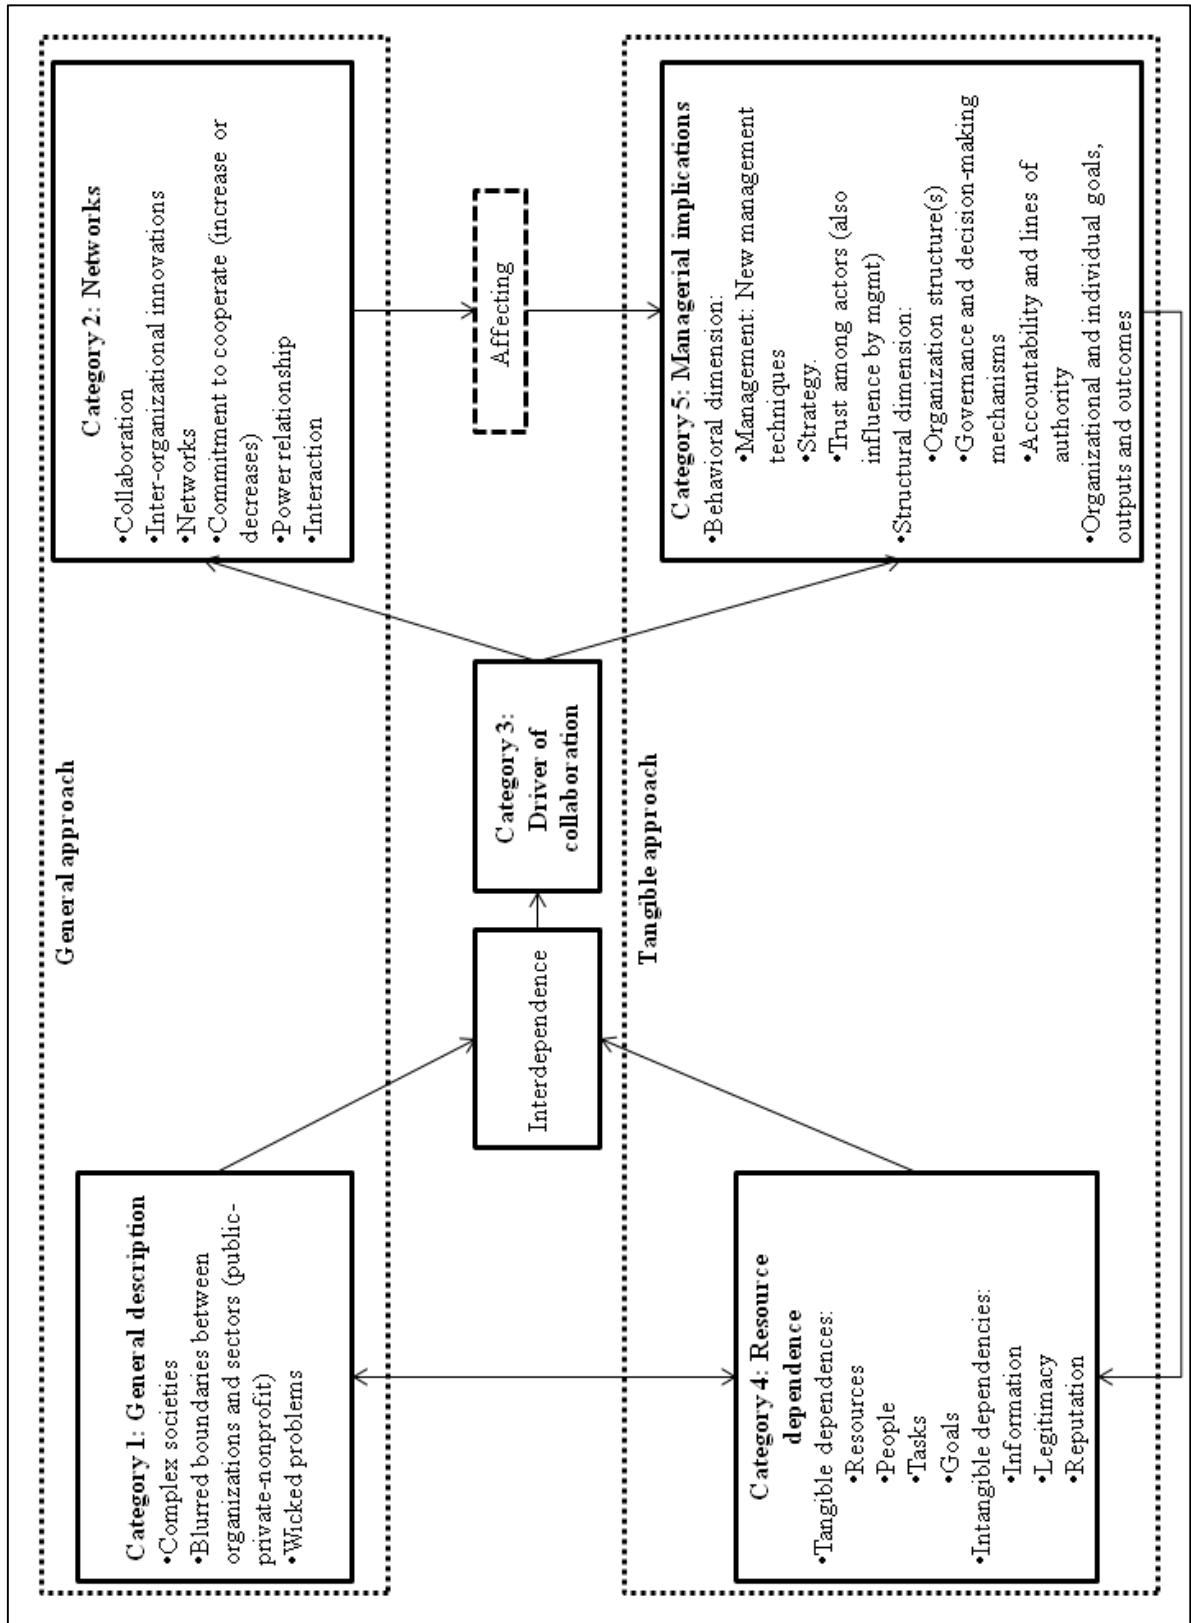 General approach
Category 1: General description
•Complex societies
•Blurred boundaries between
organizations and sectors (public-
private-nonprofit)
•Wicked problems
Category 2: Networks
•Collaboration
•Inter-organizational innovations
•Networks
•Commitment to cooperate (increase or
decreases)
•Power relationship
•Interaction
Interdependence
Category 3:
Driver of
collaboration
Affecting
Tangible approach
Category 4: Resource
dependence
•Tangible dependences:
•Resources
•People
•Tasks
•Goals
•Intangible dependencies:
•Information
•Legitimacy
•Reputation
Category 5: Managerial implications
•Behavioral dimension:
•Management: New management
techniques
•Strategy.
•Trust among actors (also
influence by mgmt)
•Structural dimension:
•Organization structure(s)
•Governance and decision-making
mechanisms
•Accountability and lines of
authority
•Organizational and individual goals,
outputs and outcomes